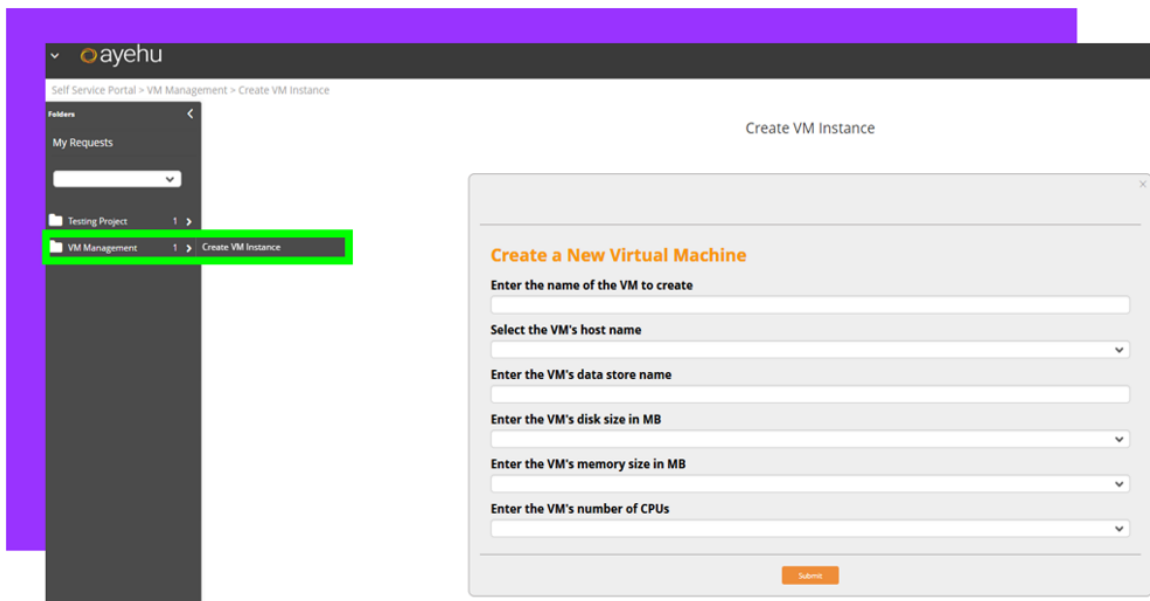 ayehu
Self Service Portal > VM Management > Create VM Instance
Folders
My Requests
Testing Project 1
VM Management 1 Create VM Instance
Create VM Instance
Create a New Virtual Machine
Enter the name of the VM to create
Select the VM's host name
Enter the VM's data store name
Enter the VM's disk size in MB
Enter the VM's memory size in MB
Enter the VM's number of CPUs
Submit